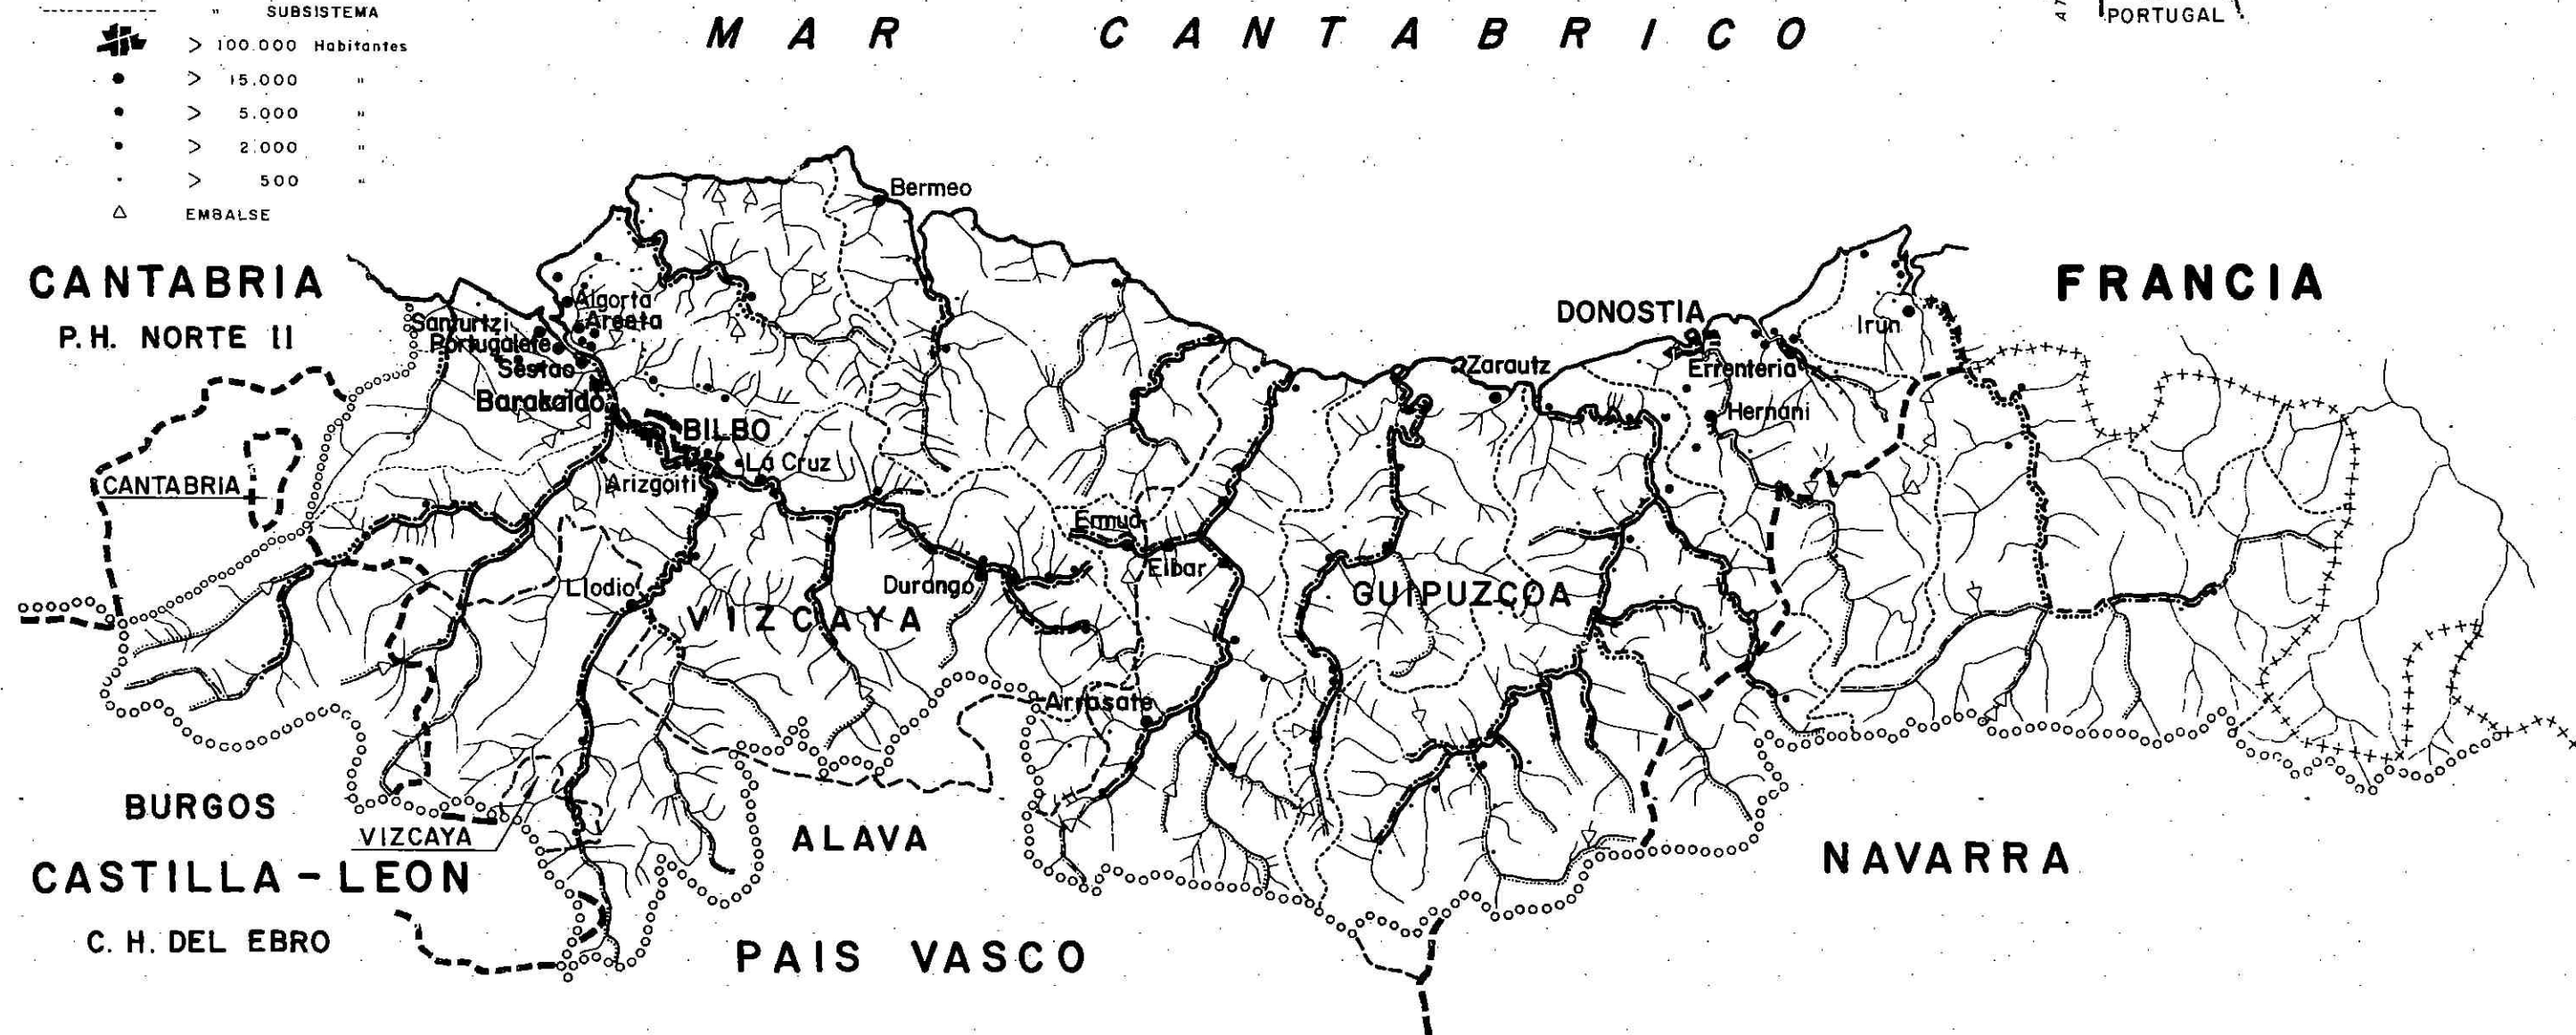 " SUBSISTEMA
> 100.000 Habitantes
> 15.000 "
> 5.000 "
> 2.000 "
> 500 "
EMBALSE
MAR CANTABRICO
PORTUGAL
Bermeo
CANTABRIA
P.H. NORTE II
FRANCIA
Algorta
Areeta
Santurtzi
Portugalete
Sestao
Barakaldo
BILBO
La Cruz
Arizgoiti
CANTABRIA
DONOSTIA
Irun
Zarautz
Errenteria
Hernani
Ermua
Eibar
Durango
Llodio
VIZCAYA
GUIPUZCOA
Arrasate
BURGOS
VIZCAYA
ALAVA
CASTILLA-LEON
NAVARRA
C. H. DEL EBRO
PAIS VASCO